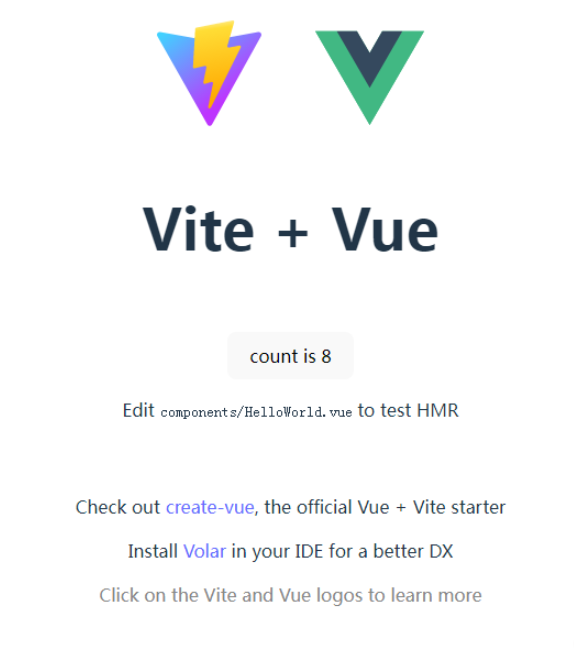 Vite + Vue
count is 8
Edit components/HelloWorld.vue to test HMR
Check out create-vue, the official Vue + Vite starter
Install Volar in your IDE for a better DX
Click on the Vite and Vue logos to learn more